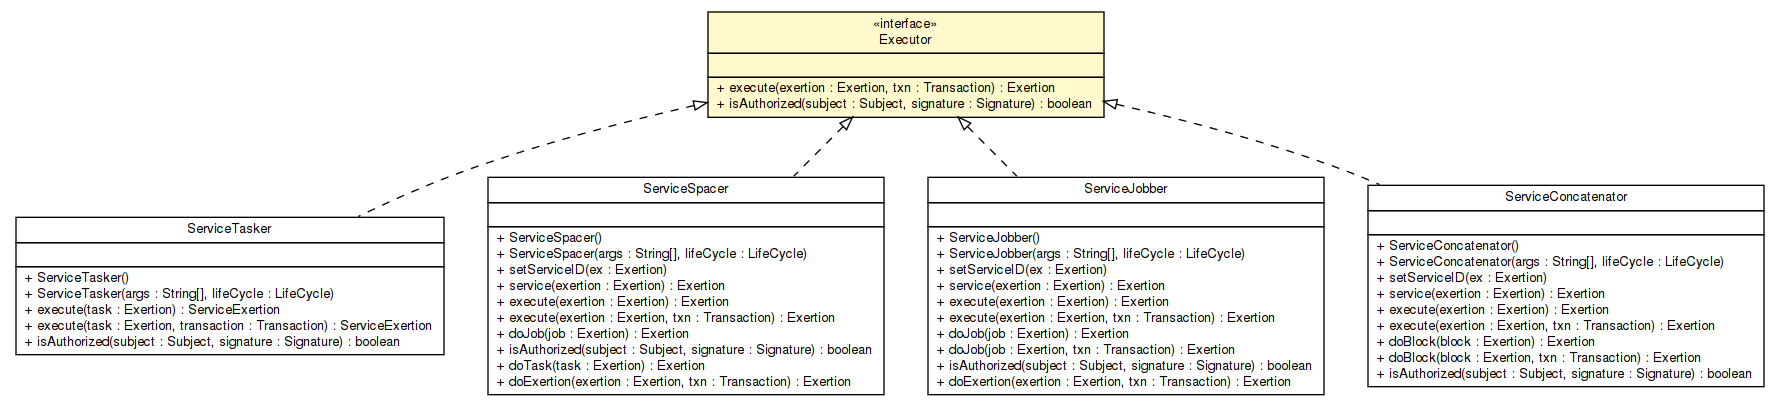 «interface»
Executor
+ execute(exertion : Exertion, txn : Transaction) : Exertion
+ isAuthorized(subject : Subject, signature : Signature) : boolean
ServiceTasker
+ ServiceTasker()
+ ServiceTasker(args : String[], lifeCycle : LifeCycle)
+ execute(task : Exertion) : ServiceExertion
+ execute(task : Exertion, transaction : Transaction) : ServiceExertion
+ isAuthorized(subject : Subject, signature : Signature) : boolean
ServiceSpacer
+ ServiceSpacer()
+ ServiceSpacer(args : String[], lifeCycle : LifeCycle)
+ setServiceID(ex : Exertion)
+ service(exertion : Exertion) : Exertion
+ execute(exertion : Exertion) : Exertion
+ execute(exertion : Exertion, txn : Transaction) : Exertion
+ doJob(job : Exertion) : Exertion
+ isAuthorized(subject : Subject, signature : Signature) : boolean
+ doTask(task : Exertion) : Exertion
+ doExertion(exertion : Exertion, txn : Transaction) : Exertion
ServiceJobber
+ ServiceJobber()
+ ServiceJobber(args : String[], lifeCycle : LifeCycle)
+ setServiceID(ex : Exertion)
+ service(exertion : Exertion) : Exertion
+ execute(exertion : Exertion) : Exertion
+ execute(exertion : Exertion, txn : Transaction) : Exertion
+ doJob(job : Exertion) : Exertion
+ doJob(job : Exertion, txn : Transaction) : Exertion
+ isAuthorized(subject : Subject, signature : Signature) : boolean
+ doExertion(exertion : Exertion, txn : Transaction) : Exertion
ServiceConcatenator
+ ServiceConcatenator()
+ ServiceConcatenator(args : String[], lifeCycle : LifeCycle)
+ setServiceID(ex : Exertion)
+ service(exertion : Exertion) : Exertion
+ execute(exertion : Exertion) : Exertion
+ execute(exertion : Exertion, txn : Transaction) : Exertion
+ doBlock(block : Exertion) : Exertion
+ doBlock(block : Exertion, txn : Transaction) : Exertion
+ isAuthorized(subject : Subject, signature : Signature) : boolean